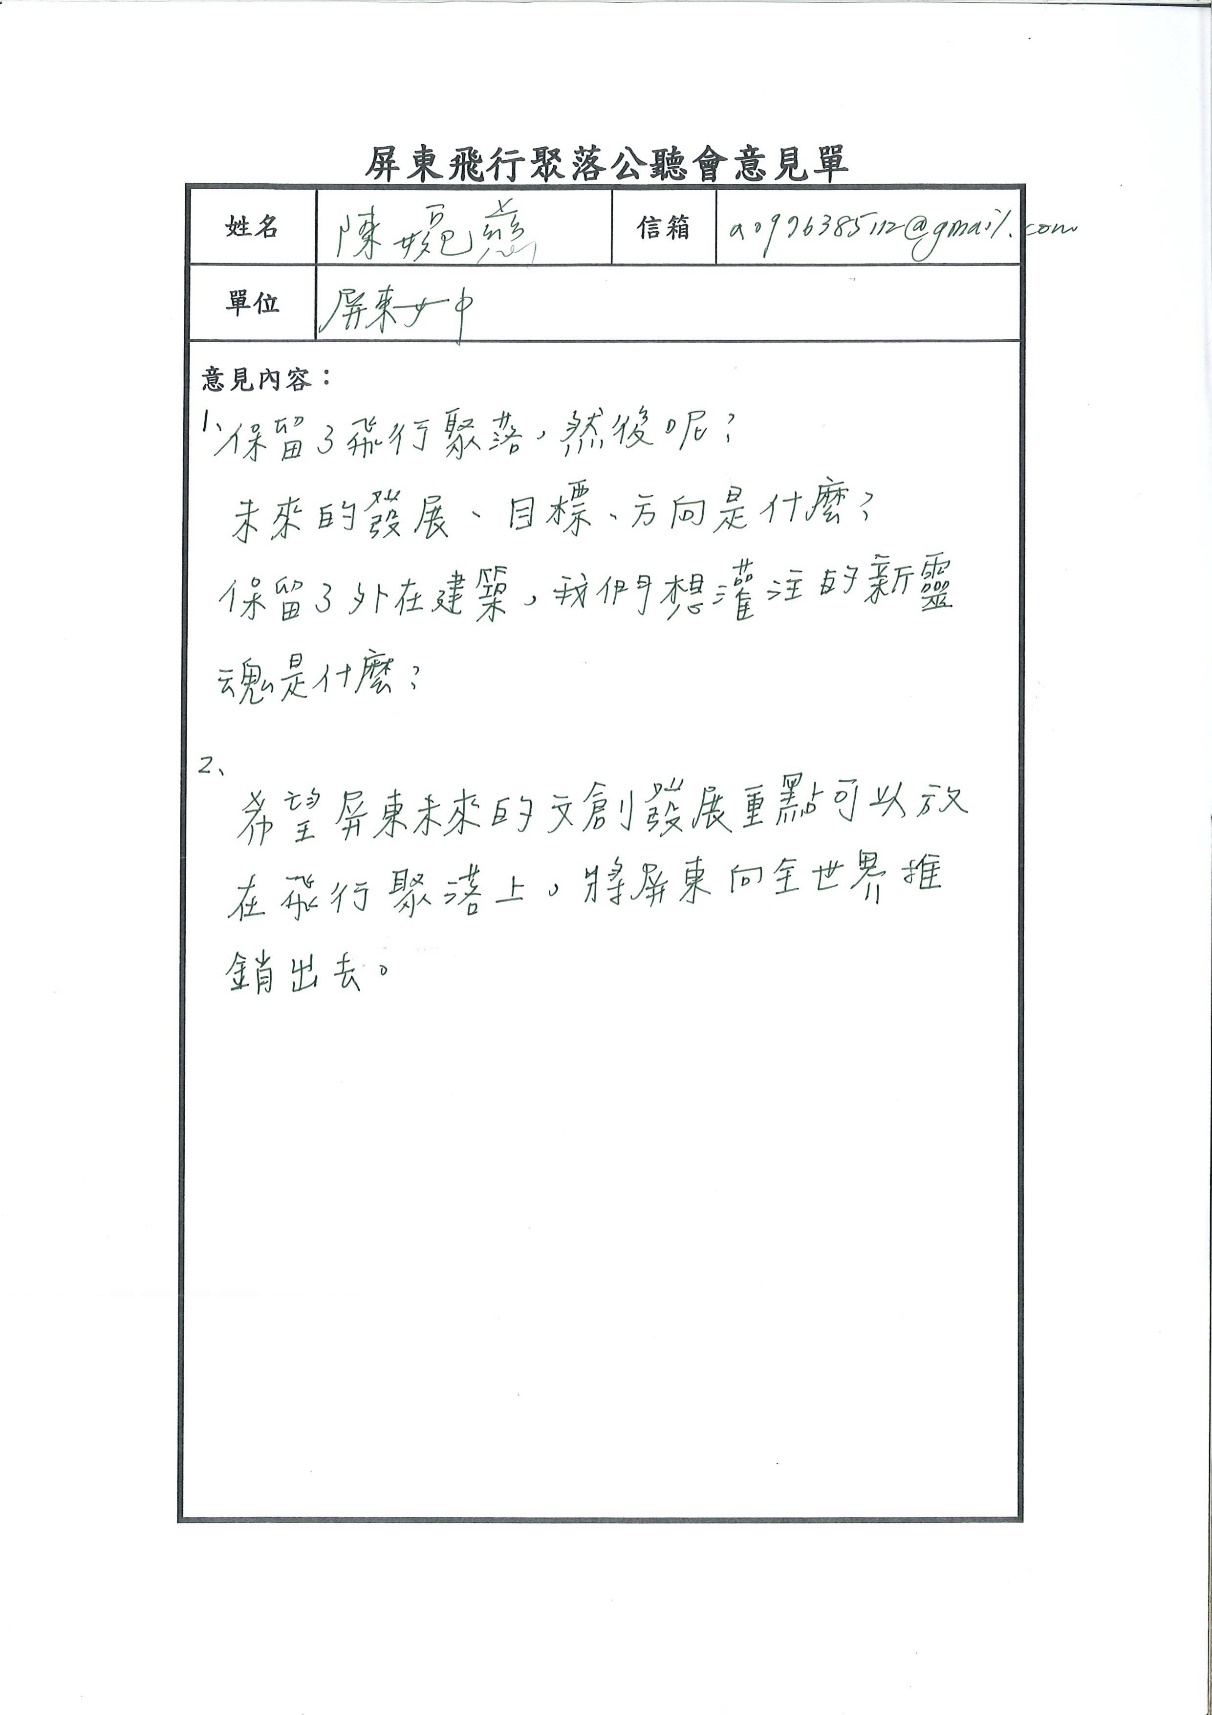 屏東飛行聚落公聽會意見單
姓名 陳婗慈 信箱 a0976385112@gmail.com
單位 屏東女中
意見內容：
1、保留了飛行聚落，然後呢？
未來的發展、目標、方向是什麼？
保留了外在建築，我們想灌注的新靈
魂是什麼？
2、
希望屏東未來的文創發展重點可以放
在飛行聚落上，將屏東向全世界推
銷出去。